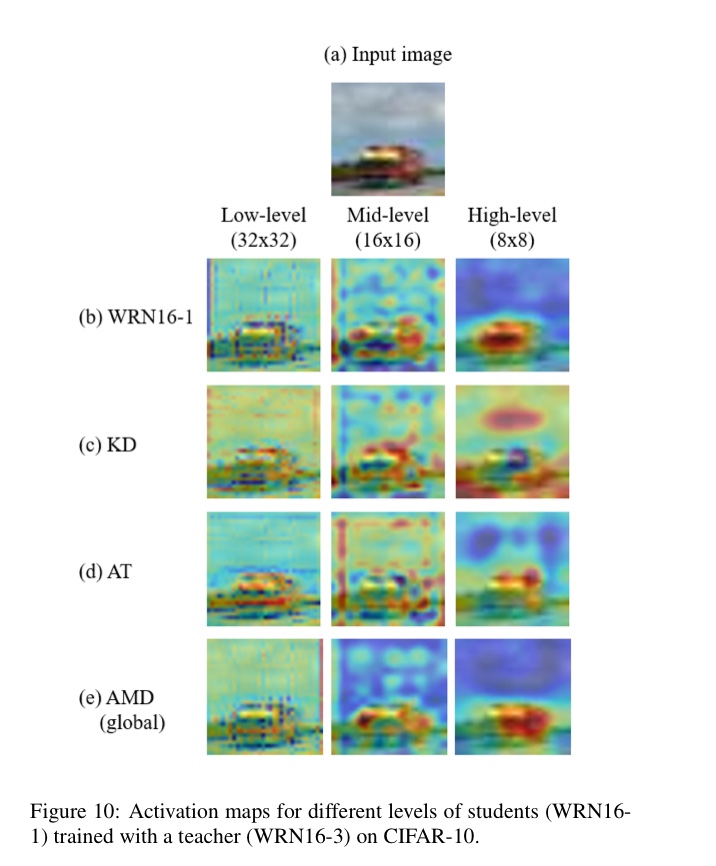 (a) Input image
Low-level Mid-level High-level
(32x32) (16x16) (8x8)
(b) WRN16-1
(c) KD
(d) AT
(e) AMD
(global)
Figure 10: Activation maps for different levels of students (WRN16-
1) trained with a teacher (WRN16-3) on CIFAR-10.